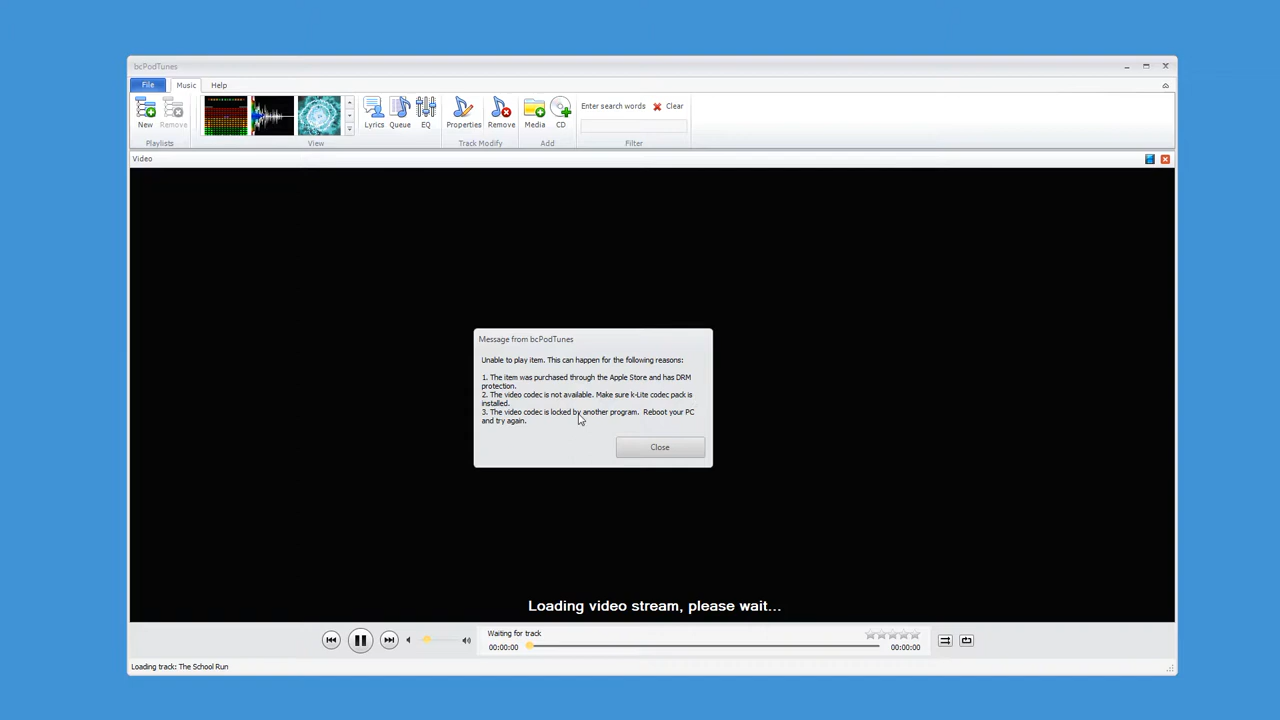 bcPodTunes
File Music Help
New Remove Lyrics Queue EQ Properties Remove Media CD Enter search words Clear
Playlists View Track Modify Add Filter
Video
Message from bcPodTunes
Unable to play item. This can happen for the following reasons:
1. The item was purchased through the Apple Store and has DRM
protection.
2. The video codec is not available. Make sure k-Lite codec pack is
installed.
3. The video codec is locked by another program. Reboot your PC
and try again.
Close
Loading video stream, please wait...
Waiting for track
00:00:00 00:00:00
Loading track: The School Run